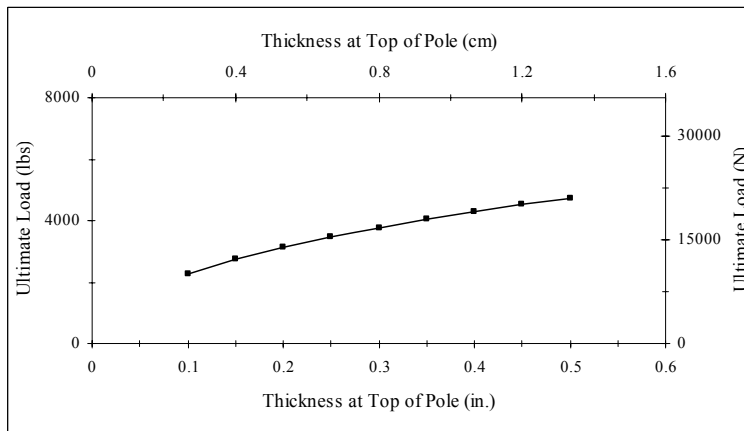 Thickness at Top of Pole (cm)
0 0.4 0.8 1.2 1.6
8000
30000
4000
15000
0 0
Ultimate Load (lbs)
Ultimate Load (N)
0 0.1 0.2 0.3 0.4 0.5 0.6
Thickness at Top of Pole (in.)